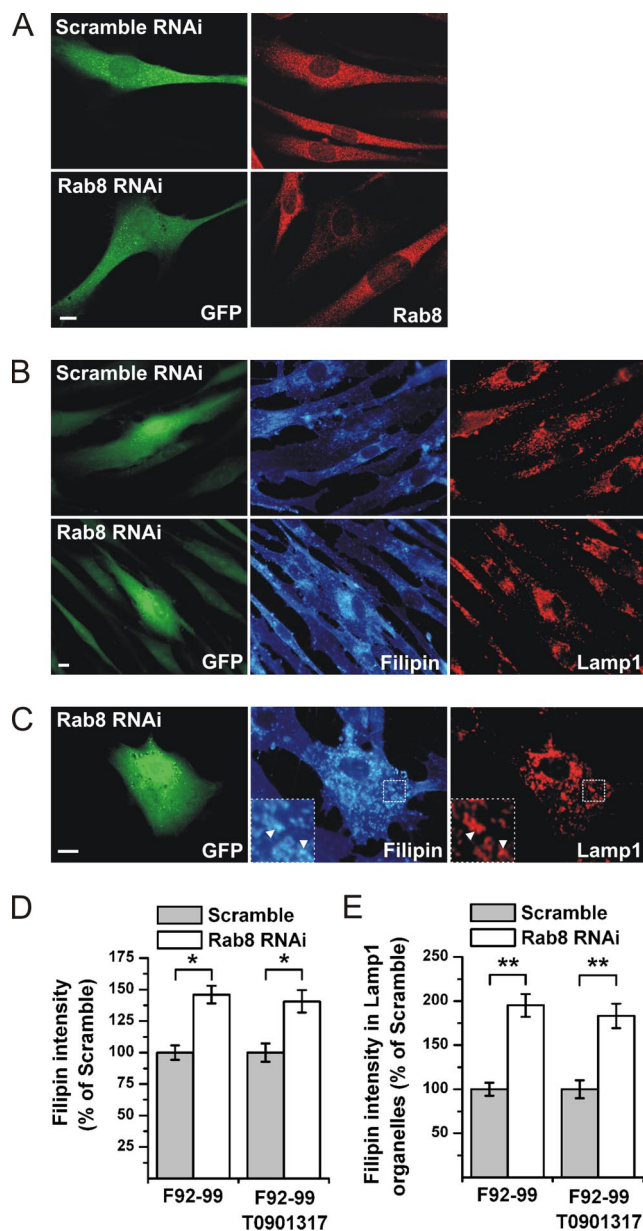 A
Scramble RNAi
Rab8 RNAi
GFP
Rab8
B
Scramble RNAi
Rab8 RNAi
GFP
Filipin
Lamp1
C
Rab8 RNAi
GFP
Filipin
Lamp1
D
Scramble
Rab8 RNAi
Filipin intensity
(% of Scramble)
175
150
125
100
75
50
25
*
*
F92-99
F92-99
T0901317
E
Scramble
Rab8 RNAi
Filipin intensity in Lamp1
organelles (% of Scramble)
200
150
100
50
**
**
F92-99
F92-99
T0901317